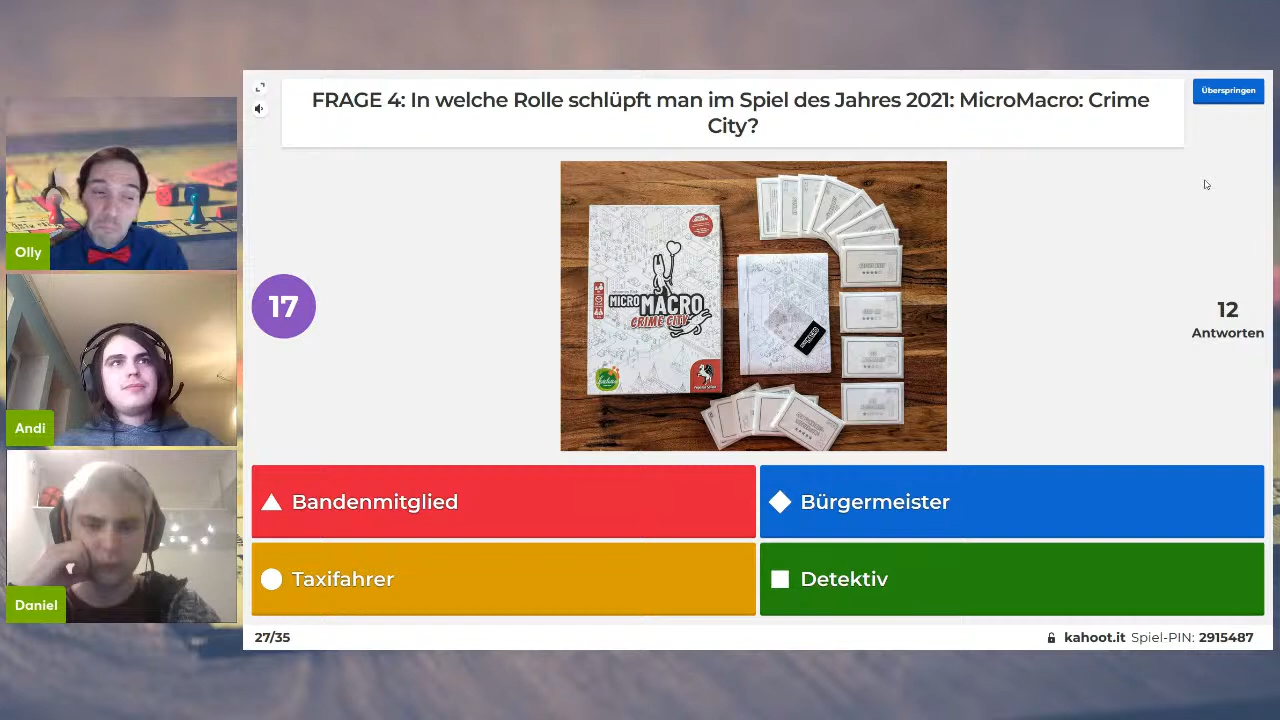 FRAGE 4: In welche Rolle schlüpft man im Spiel des Jahres 2021: MicroMacro: Crime
City?
Überspringen
Olly
17
MICRO MACRO
CRIME CITY
12
Antworten
Andi
Bandenmitglied
Bürgermeister
Taxifahrer
Detektiv
Daniel
27/35
kahoot.it Spiel-PIN: 2915487